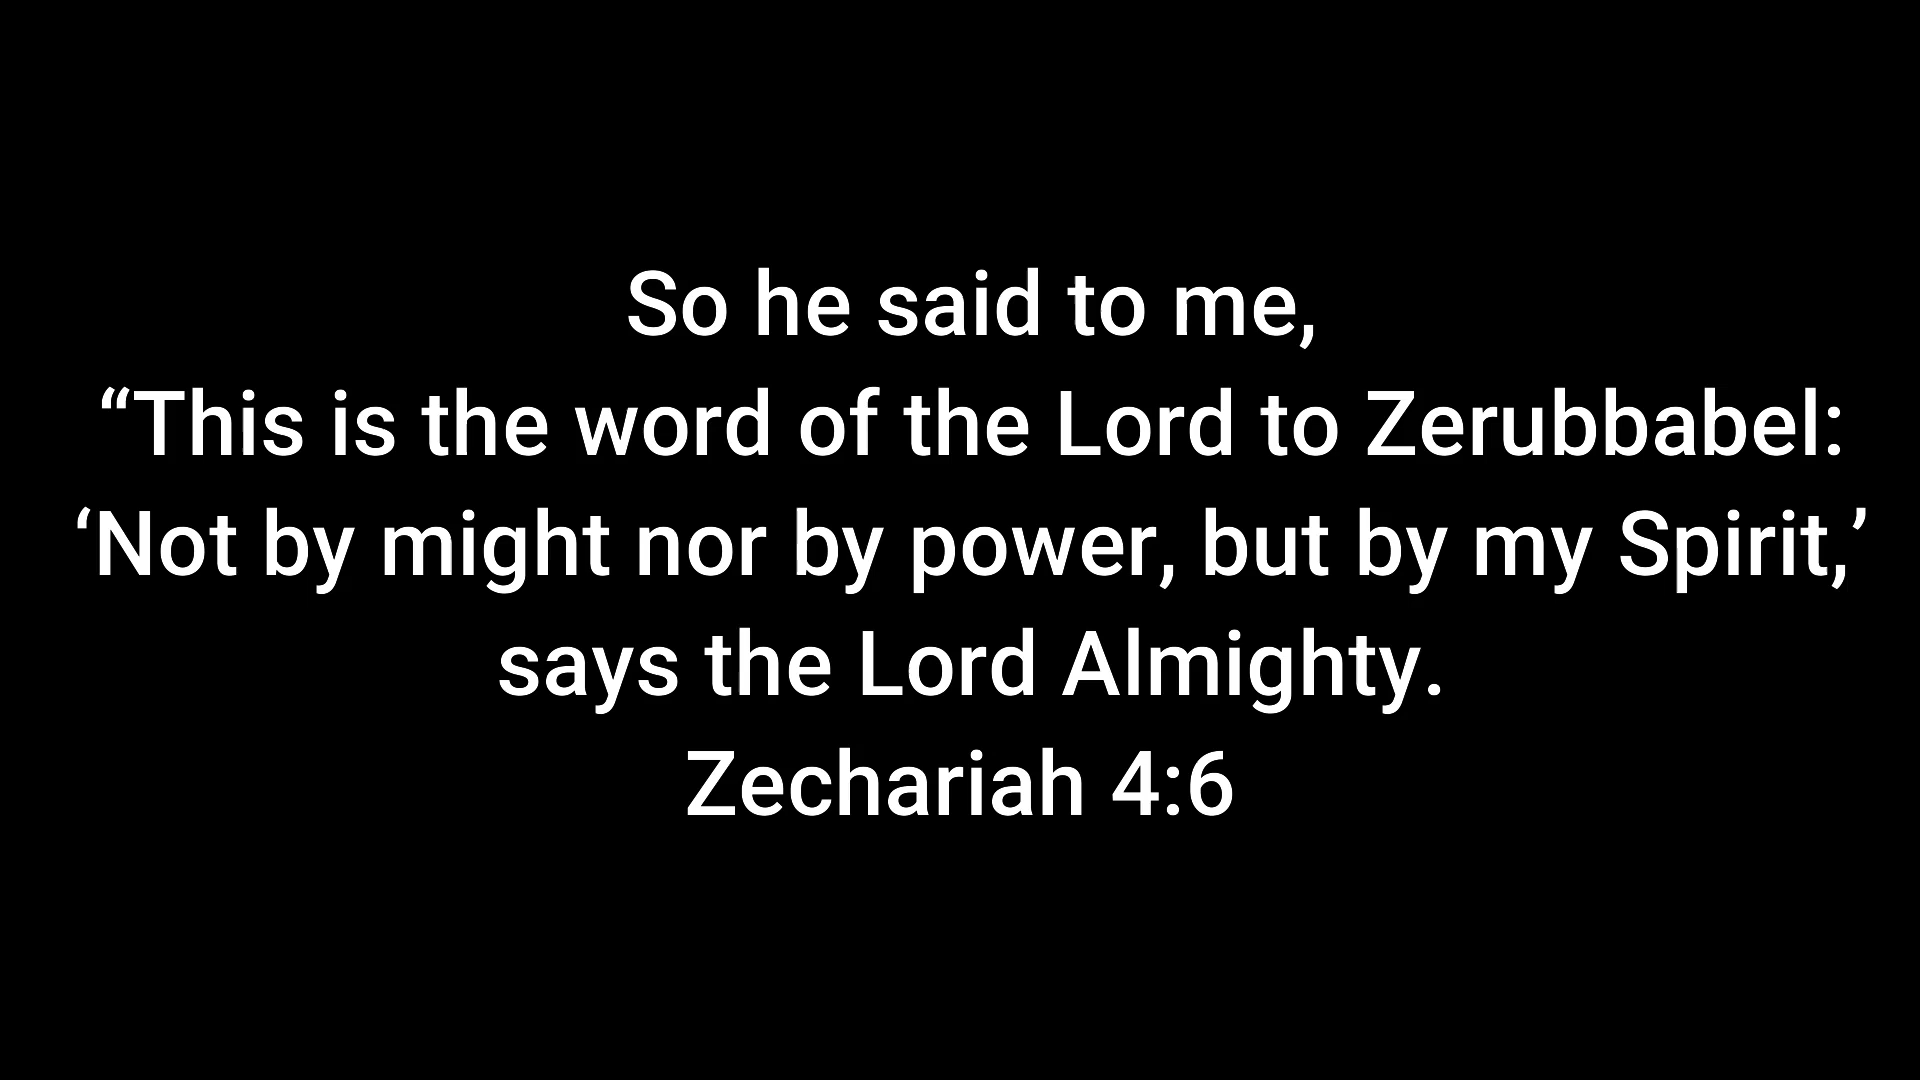 So he said to me,
“This is the word of the Lord to Zerubbabel:
‘Not by might nor by power, but by my Spirit,’
says the Lord Almighty.
Zechariah 4:6